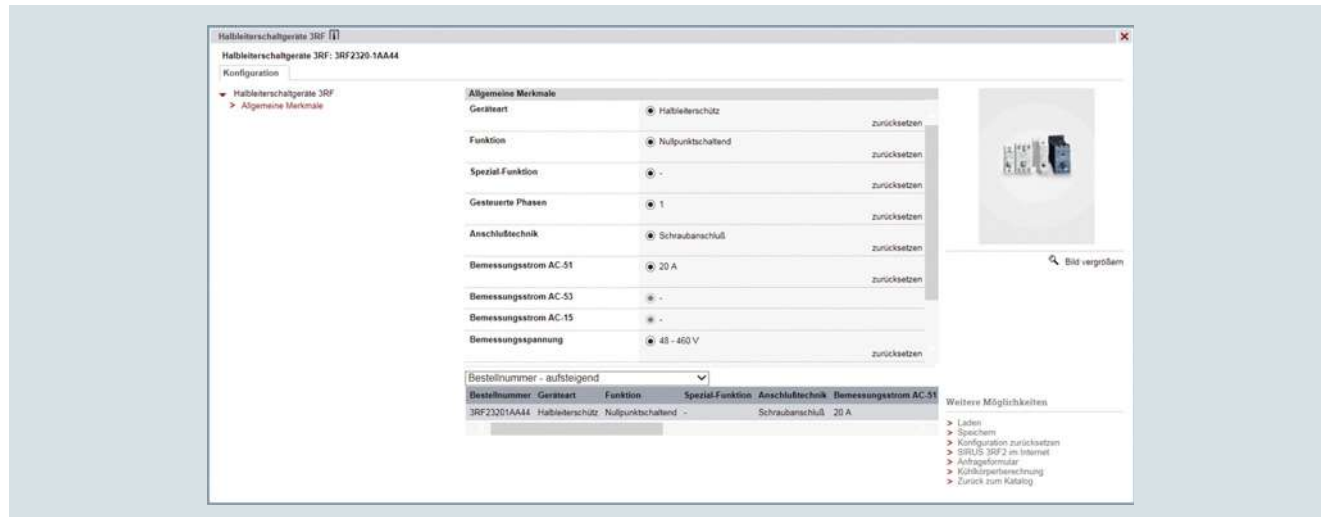 Halbleiterschaltgeräte 3RF
Halbleiterschaltgeräte 3RF: 3RF2320-1AA44
Konfiguration
Halbleiterschaltgeräte 3RF
> Allgemeine Merkmale
Allgemeine Merkmale
Geräteart Halbleiterschütz
zurücksetzen
Funktion Nullpunktschaltend
zurücksetzen
Spezial-Funktion -
zurücksetzen
Gesteuerte Phasen 1
zurücksetzen
Anschlußtechnik Schraubanschluß
zurücksetzen
Bemessungsstrom AC-51 20 A
zurücksetzen
Bemessungsstrom AC-53 -
Bemessungsstrom AC-15 -
Bemessungsspannung 48 - 460 V
zurücksetzen
Bild vergrößern
Bestellnummer - aufsteigend
Bestellnummer Geräteart Funktion Spezial-Funktion Anschlußtechnik Bemessungsstrom AC-51
3RF23201AA44 Halbleiterschütz Nullpunktschaltend - Schraubanschluß 20 A
Weitere Möglichkeiten
> Laden
> Speichern
> Konfiguration zurücksetzen
> SIRUS 3RF2 im Internet
> Anfrageformular
> Kühlkörperberechnung
> Zurück zum Katalog